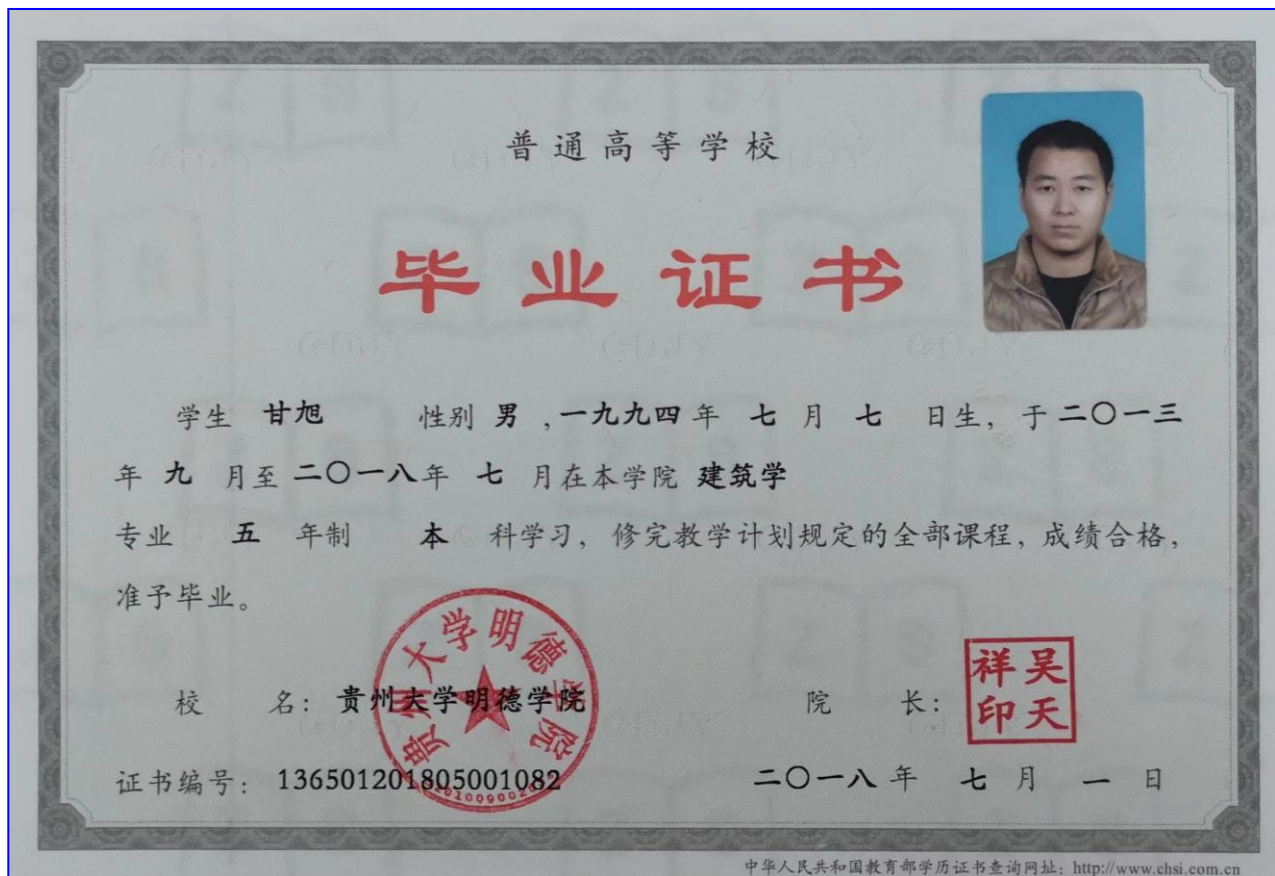 普通高等学校
毕业证书
学生 甘旭 性别 男 ,一九九四 年 七 月 七 日生, 于 二〇一三
年 九 月至 二〇一八 年 七 月在本学院 建筑学
专业 五 年制 本 科学习, 修完教学计划规定的全部课程, 成绩合格,
准予毕业。
贵州大学明德学院
校 名: 贵州大学明德学院 院 长: 吴天祥印
证书编号: 136501201805001082 二〇一八 年 七 月 一 日
中华人民共和国教育部学历证书查询网址: http://www.chsi.com.cn